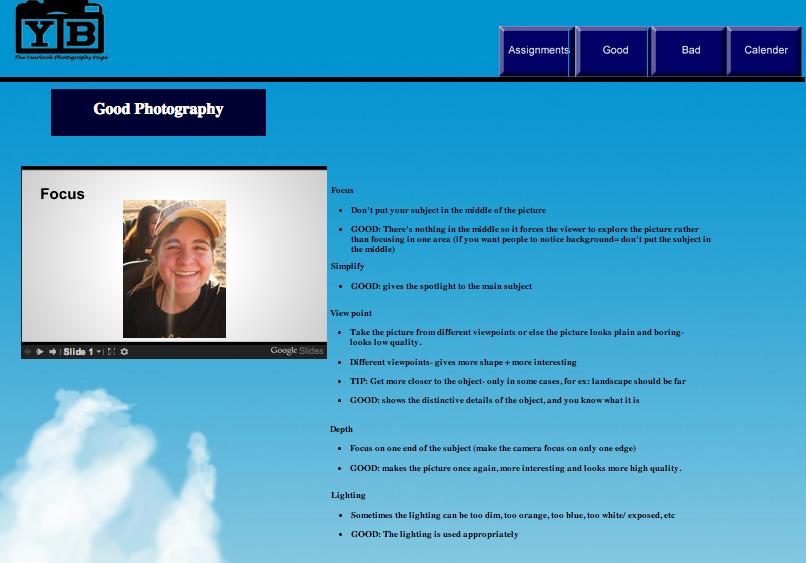 YB
The Yearbook Photography Page
Assignments
Good
Bad
Calender
Good Photography
Focus
Slide 1
Google Slides
Focus
Don't put your subject in the middle of the picture
GOOD: There's nothing in the middle so it forces the viewer to explore the picture rather
than focusing in one area (if you want people to notice background= don't put the subject in
the middle)
Simplify
GOOD: gives the spotlight to the main subject
View point
Take the picture from different viewpoints or else the picture looks plain and boring-
looks low quality.
Different viewpoints- gives more shape + more interesting
TIP: Get more closer to the object- only in some cases, for ex: landscape should be far
GOOD: shows the distinctive details of the object, and you know what it is
Depth
Focus on one end of the subject (make the camera focus on only one edge)
GOOD: makes the picture once again, more interesting and looks more high quality.
Lighting
Sometimes the lighting can be too dim, too orange, too blue, too white/ exposed, etc
GOOD: The lighting is used appropriately